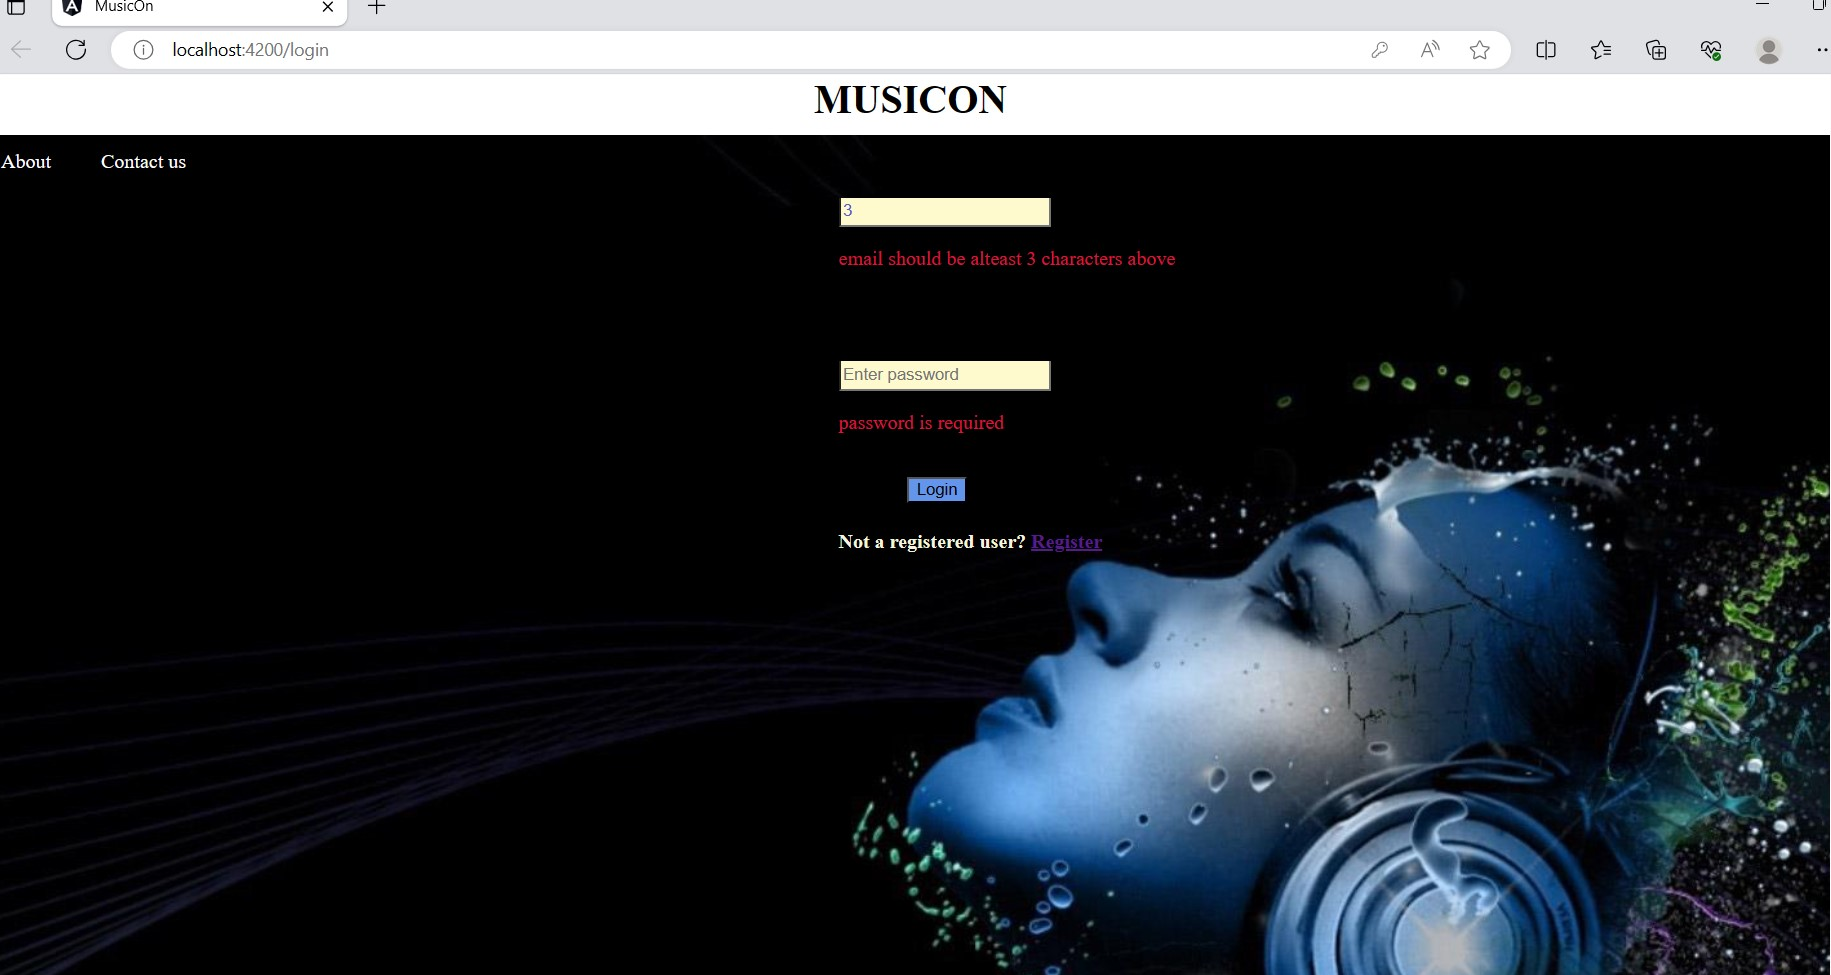 MusicOn
localhost:4200/login
MUSICON
About Contact us
3
email should be alteast 3 characters above
Enter password
password is required
Login
Not a registered user? Register